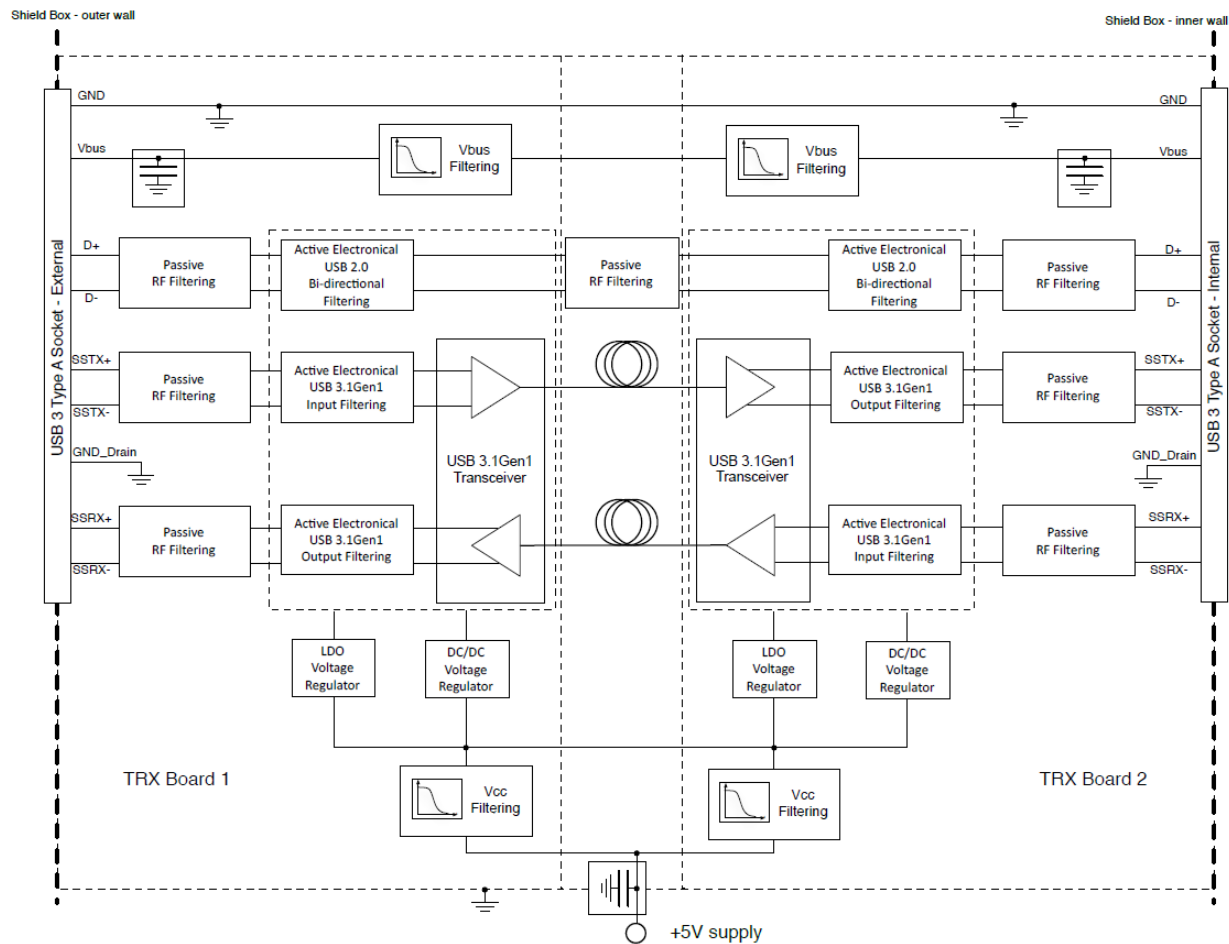 Shield Box - outer wall
Shield Box - inner wall
GND
GND
Vbus
Vbus
Filtering
Vbus
Filtering
Vbus
USB 3 Type A Socket - External
USB 3 Type A Socket - Internal
D+
D-
Passive
RF Filtering
Active Electronical
USB 2.0
Bi-directional
Filtering
Passive
RF Filtering
Active Electronical
USB 2.0
Bi-directional
Filtering
Passive
RF Filtering
D+
D-
SSTX+
SSTX-
Passive
RF Filtering
Active Electronical
USB 3.1Gen1
Input Filtering
USB 3.1Gen1
Transceiver
USB 3.1Gen1
Transceiver
Active Electronical
USB 3.1Gen1
Output Filtering
Passive
RF Filtering
SSTX+
SSTX-
GND_Drain
GND_Drain
SSRX+
SSRX-
Passive
RF Filtering
Active Electronical
USB 3.1Gen1
Output Filtering
Active Electronical
USB 3.1Gen1
Input Filtering
Passive
RF Filtering
SSRX+
SSRX-
LDO
Voltage
Regulator
DC/DC
Voltage
Regulator
LDO
Voltage
Regulator
DC/DC
Voltage
Regulator
TRX Board 1
Vcc
Filtering
Vcc
Filtering
TRX Board 2
+5V supply